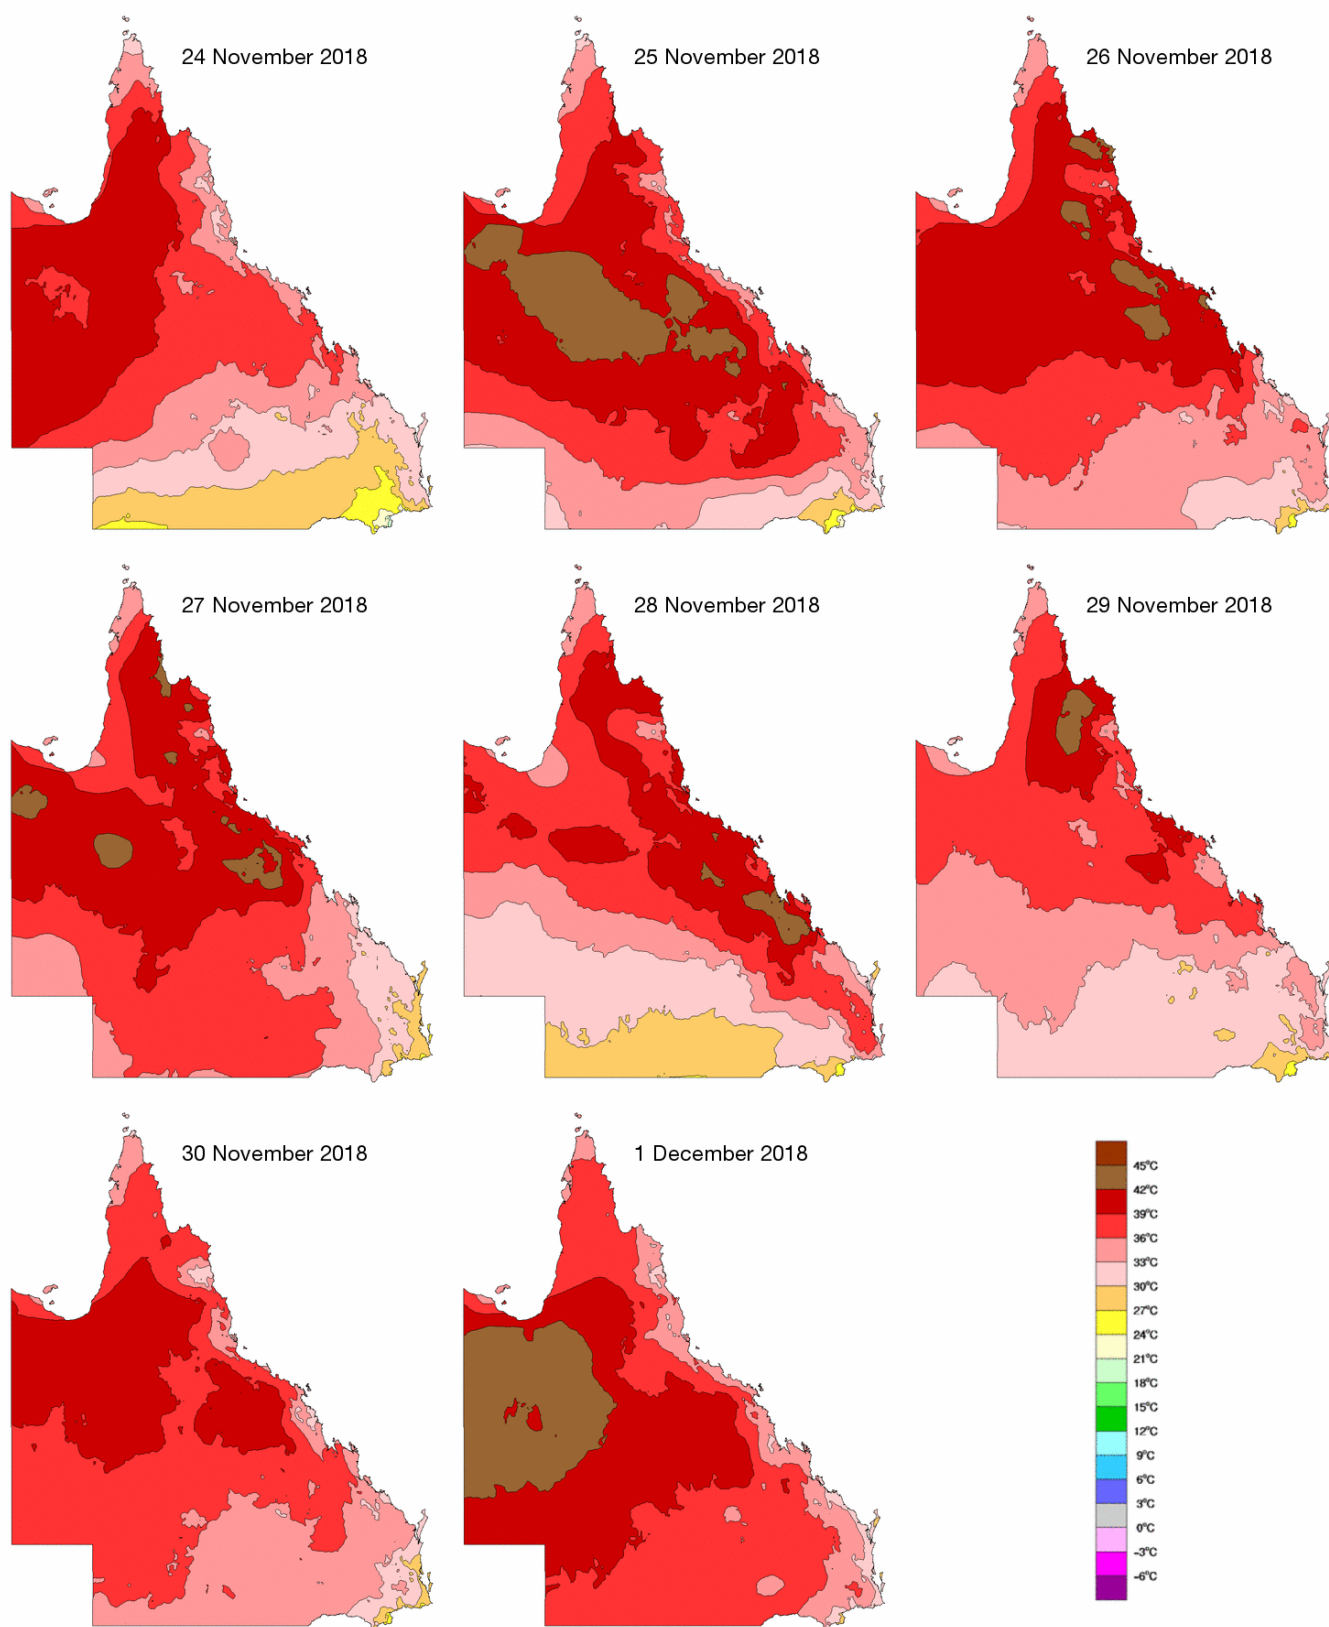 24 November 2018
25 November 2018
26 November 2018
27 November 2018
28 November 2018
29 November 2018
30 November 2018
1 December 2018
45°C
42°C
39°C
36°C
33°C
30°C
27°C
24°C
21°C
18°C
15°C
12°C
9°C
6°C
3°C
0°C
-3°C
-6°C